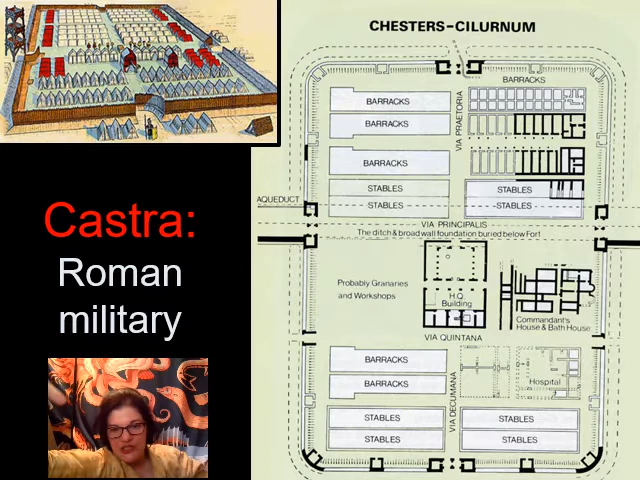 CHESTERS-CILURNUM
BARRACKS
BARRACKS
BARRACKS
VIA PRAETORIA
BARRACKS
STABLES
STABLES
STABLES
STABLES
AQUEDUCT
VIA PRINCIPALIS
The ditch & broad wall foundation buried below Fort
Castra:
Roman
military
Probably Granaries
and Workshops
H.Q.
Building
Commandant's
House & Bath House
VIA QUINTANA
BARRACKS
BARRACKS
VIA DECUMANA
Hospital
STABLES
STABLES
STABLES
STABLES